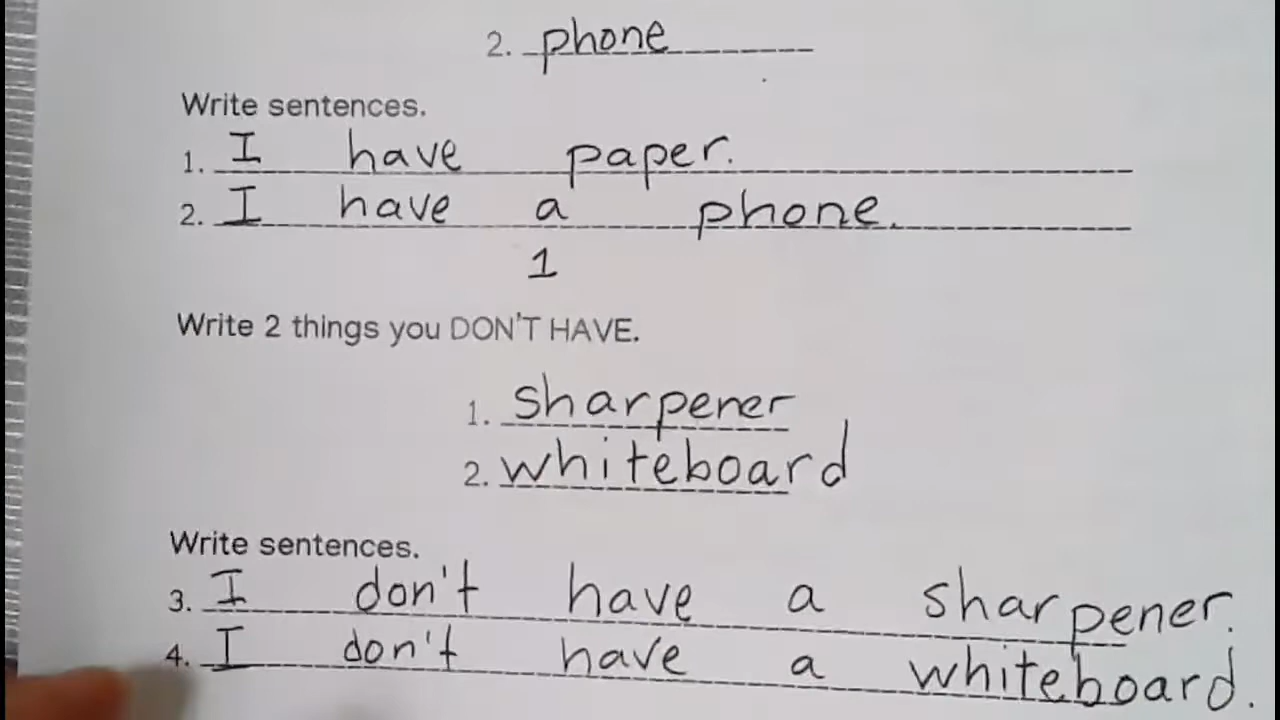 2. phone
Write sentences.
1. I have paper.
2. I have a phone.
1
Write 2 things you DON'T HAVE.
1. sharpener
2. whiteboard
Write sentences.
3. I don't have a sharpener.
4. I don't have a whiteboard.